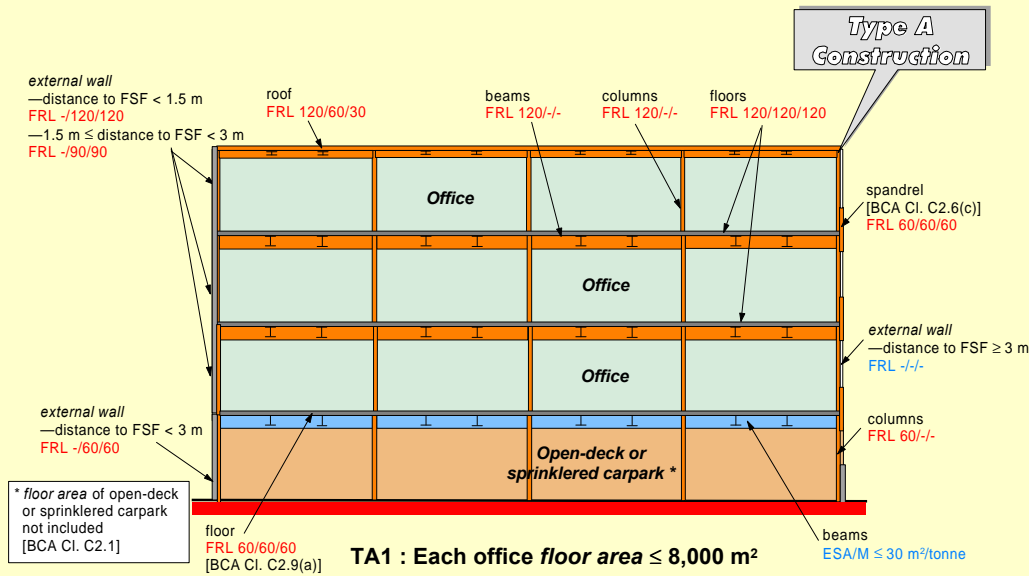 Type A
Construction
external wall
—distance to FSF < 1.5 m
FRL -/120/120
—1.5 m ≤ distance to FSF < 3 m
FRL -/90/90
roof
FRL 120/60/30
beams
FRL 120/-/-
columns
FRL 120/-/-
floors
FRL 120/120/120
Office
spandrel
[BCA Cl. C2.6(c)]
FRL 60/60/60
Office
external wall
—distance to FSF ≥ 3 m
FRL -/-/-
Office
external wall
—distance to FSF < 3 m
FRL -/60/60
columns
FRL 60/-/-
Open-deck or
sprinklered carpark *
* floor area of open-deck
or sprinklered carpark
not included
[BCA Cl. C2.1]
floor
FRL 60/60/60
[BCA Cl. C2.9(a)]
beams
ESA/M ≤ 30 m²/tonne
TA1 : Each office floor area ≤ 8,000 m²